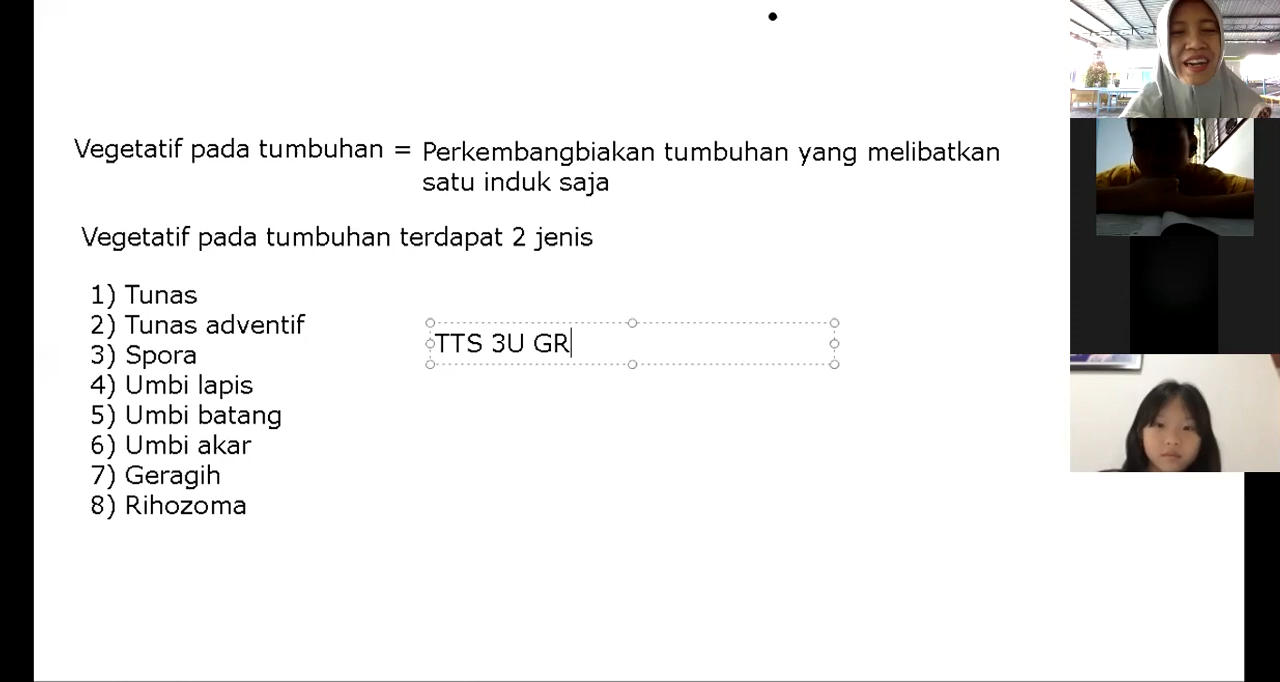 Vegetatif pada tumbuhan = Perkembangbiakan tumbuhan yang melibatkan
satu induk saja
Vegetatif pada tumbuhan terdapat 2 jenis
1) Tunas
2) Tunas adventif
3) Spora
4) Umbi lapis
5) Umbi batang
6) Umbi akar
7) Geragih
8) Rihozoma
TTS 3U GR